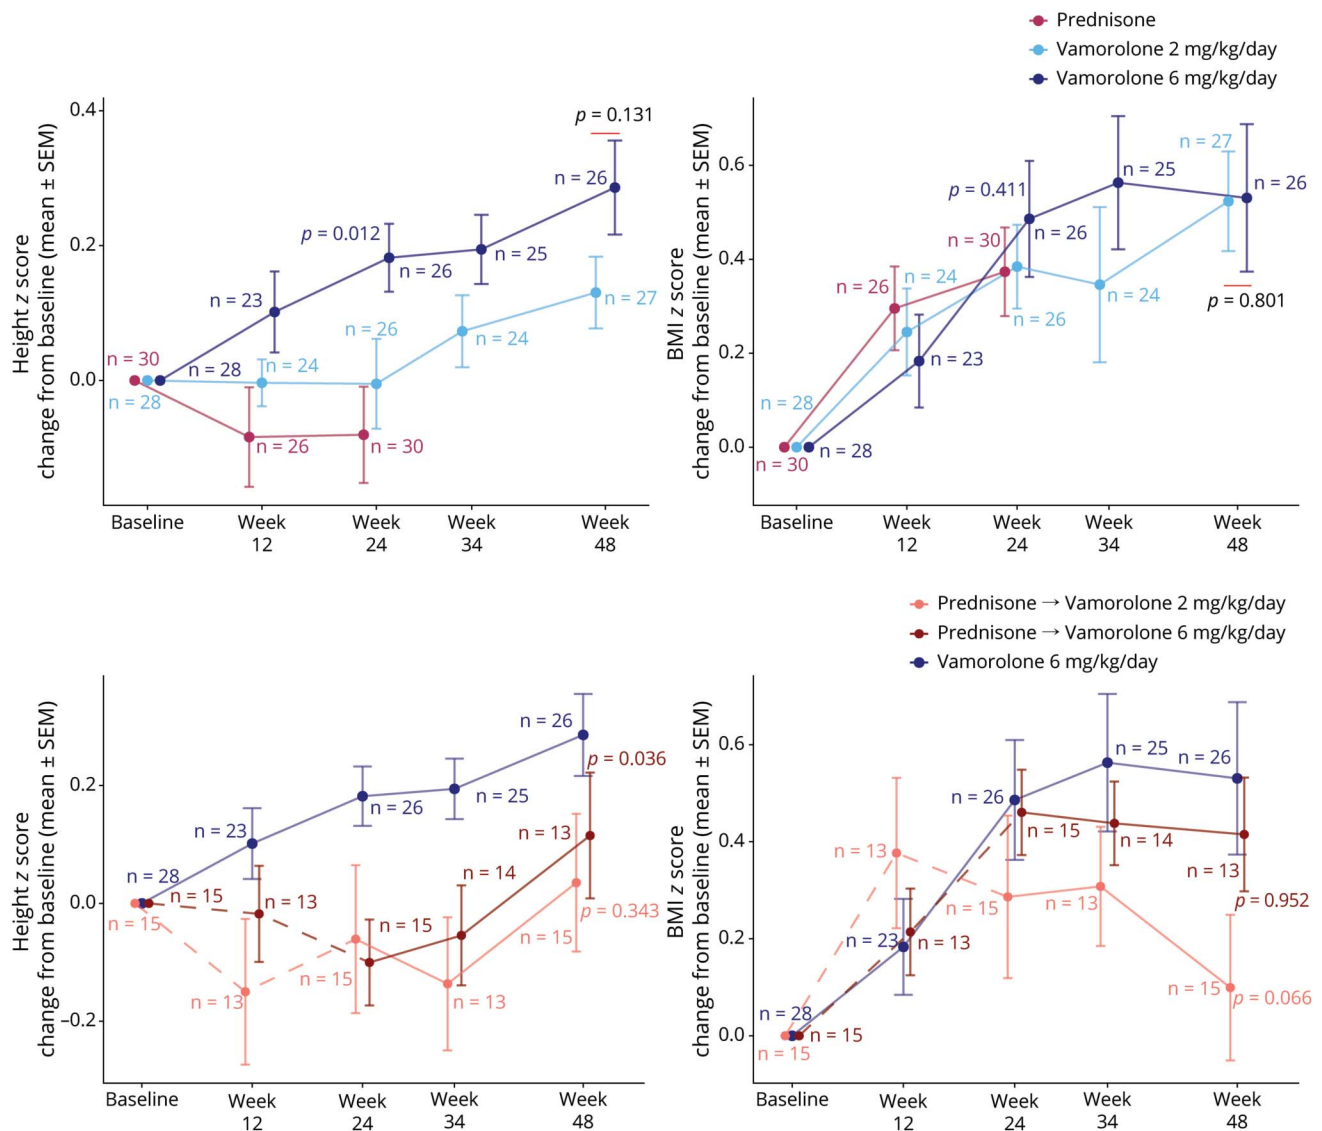 Prednisone
Vamorolone 2 mg/kg/day
Vamorolone 6 mg/kg/day
Height z score
change from baseline (mean ± SEM)
0.4
0.2
0.0
p = 0.131
n = 26
p = 0.012
n = 25
n = 26
n = 23
n = 27
n = 26
n = 24
n = 30
n = 28
n = 24
n = 28
n = 26
n = 30
Baseline
Week
12
Week
24
Week
34
Week
48
BMI z score
change from baseline (mean ± SEM)
0.6
0.4
0.2
0.0
n = 27
n = 25
n = 26
p = 0.411
n = 26
n = 30
n = 24
n = 26
n = 24
p = 0.801
n = 26
n = 23
n = 28
n = 28
n = 30
Baseline
Week
12
Week
24
Week
34
Week
48
Prednisone → Vamorolone 2 mg/kg/day
Prednisone → Vamorolone 6 mg/kg/day
Vamorolone 6 mg/kg/day
Height z score
change from baseline (mean ± SEM)
0.2
0.0
−0.2
n = 26
p = 0.036
n = 25
n = 26
n = 23
n = 13
n = 14
n = 28
n = 15
n = 13
n = 15
n = 15
p = 0.343
n = 15
n = 15
n = 13
n = 13
Baseline
Week
12
Week
24
Week
34
Week
48
BMI z score
change from baseline (mean ± SEM)
0.6
0.4
0.2
0.0
n = 25
n = 26
n = 26
n = 15
n = 14
n = 13
n = 13
p = 0.952
n = 15
n = 13
n = 23
n = 13
n = 15
p = 0.066
n = 28
n = 15
n = 15
Baseline
Week
12
Week
24
Week
34
Week
48